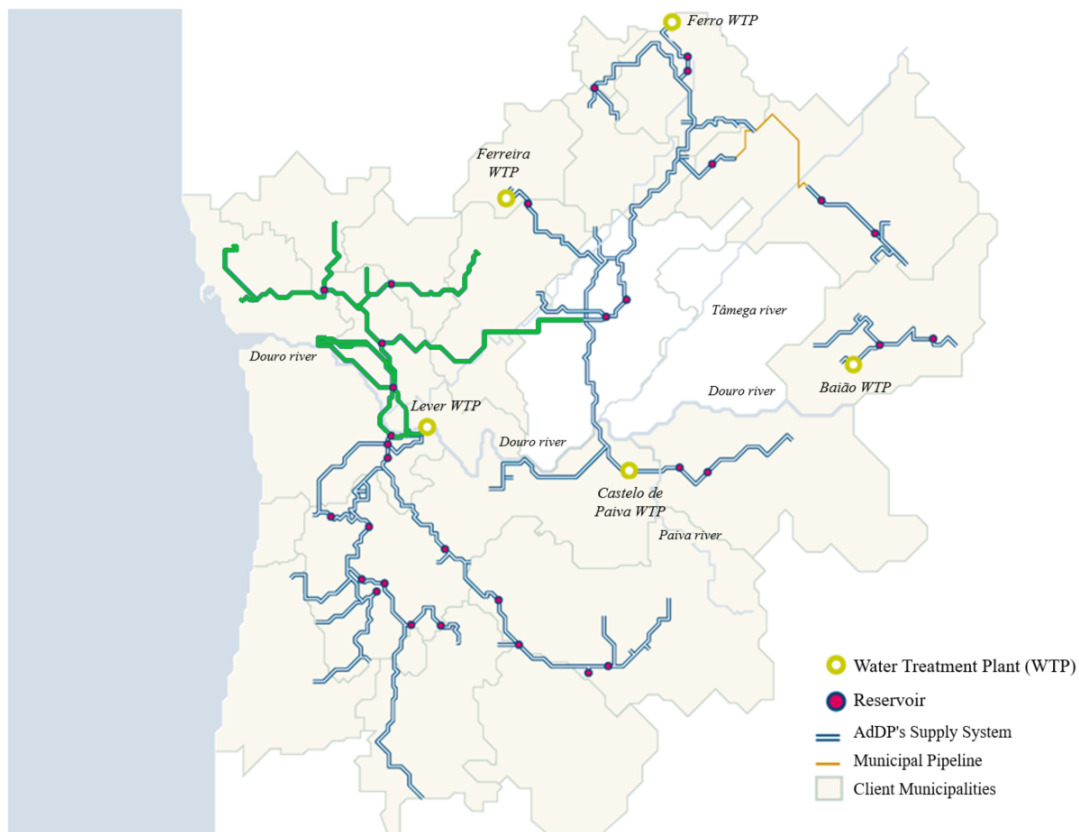 Ferro WTP
Ferreira
WTP
Tâmega river
Douro river
Douro river
Baião WTP
Lever WTP
Douro river
Castelo de
Paiva WTP
Paiva river
Water Treatment Plant (WTP)
Reservoir
AdDP's Supply System
Municipal Pipeline
Client Municipalities